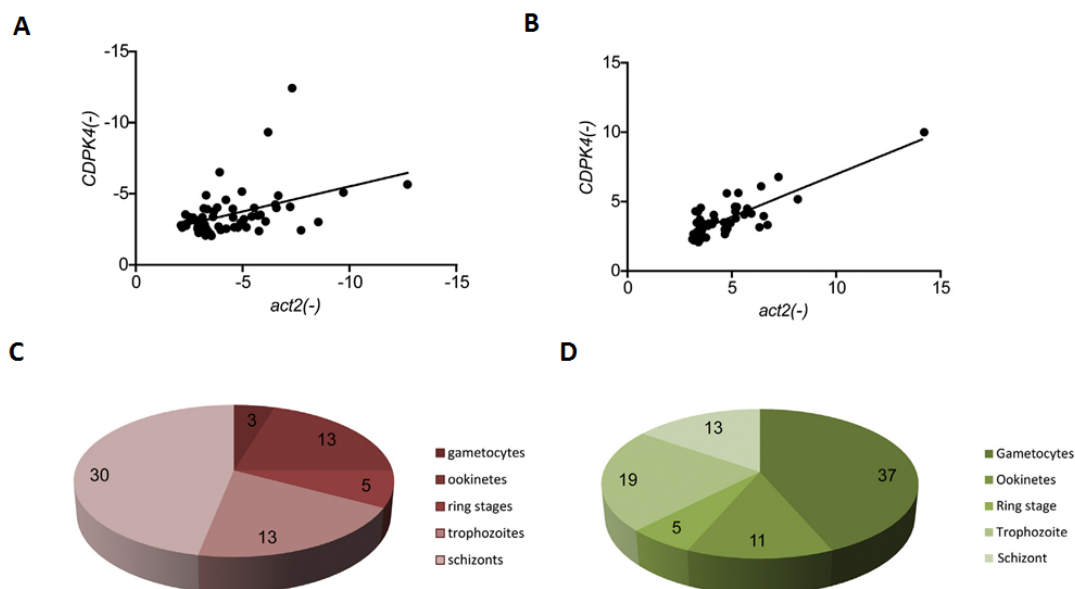 A
-15
-10
-5
0
CDPK4(-)
0
-5
-10
-15
act2(-)
B
15
10
5
0
CDPK4(-)
0
5
10
15
act2(-)
C
3
13
5
13
30
gametocytes
ookinetes
ring stages
trophozoites
schizonts
D
13
37
19
5
11
Gametocytes
Ookinetes
Ring stage
Trophozoite
Schizont